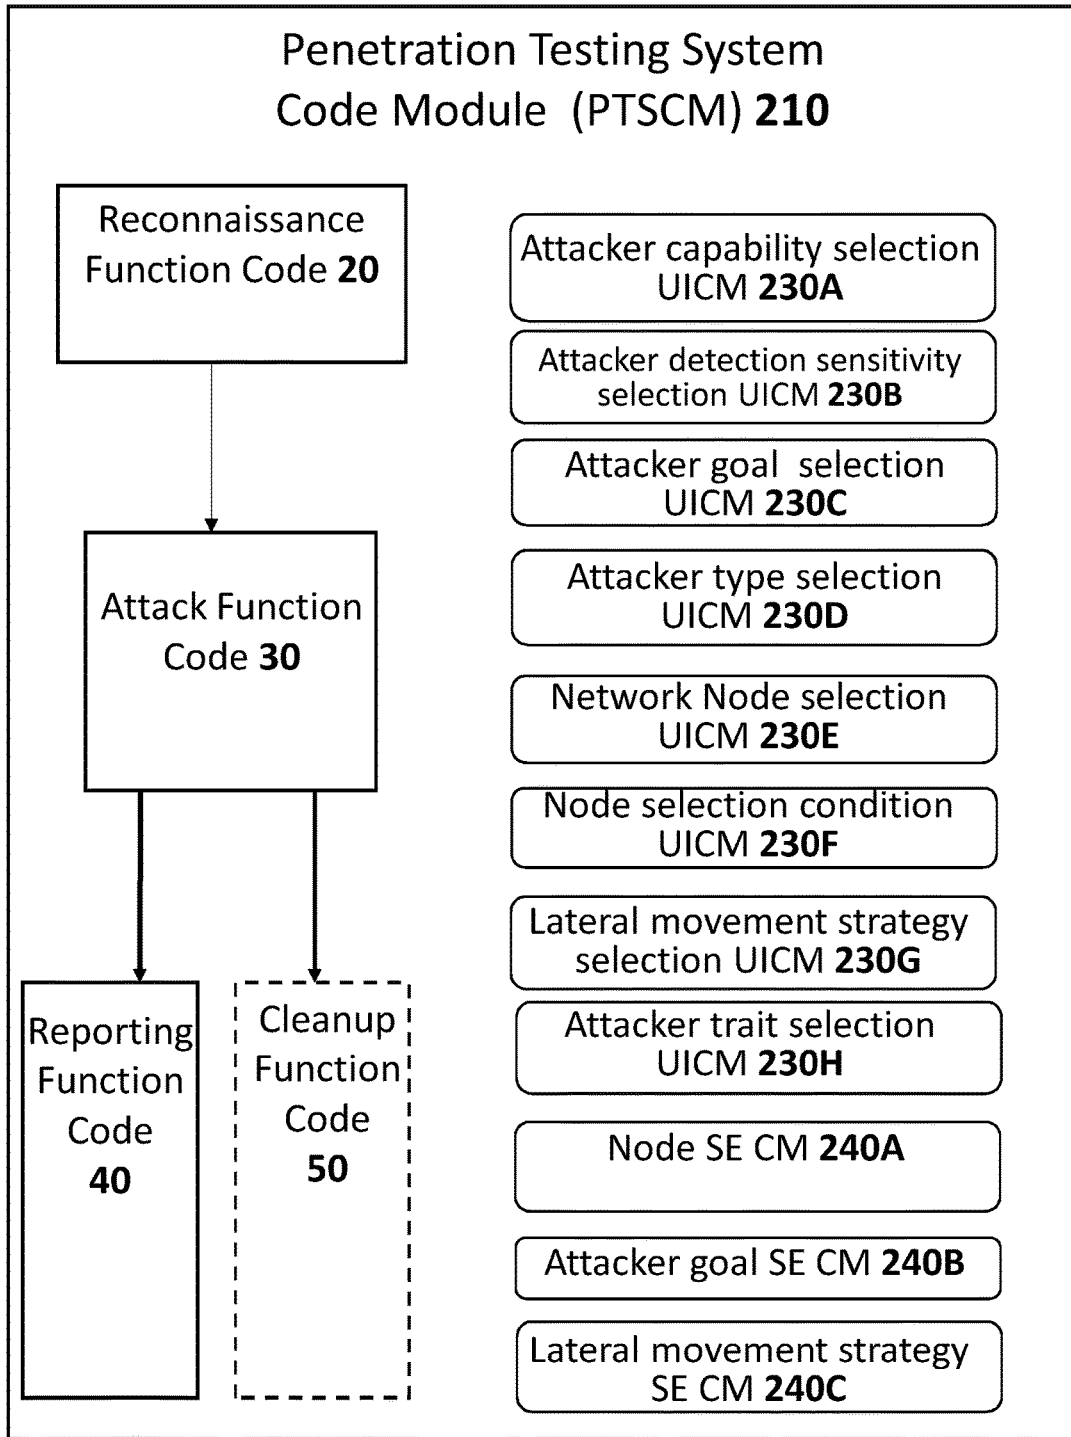 Penetration Testing System
Code Module (PTSCM) 210
Reconnaissance
Function Code 20
Attack Function
Code 30
Reporting
Function
Code
40
Cleanup
Function
Code
50
Attacker capability selection
UICM 230A
Attacker detection sensitivity
selection UICM 230B
Attacker goal selection
UICM 230C
Attacker type selection
UICM 230D
Network Node selection
UICM 230E
Node selection condition
UICM 230F
Lateral movement strategy
selection UICM 230G
Attacker trait selection
UICM 230H
Node SE CM 240A
Attacker goal SE CM 240B
Lateral movement strategy
SE CM 240C